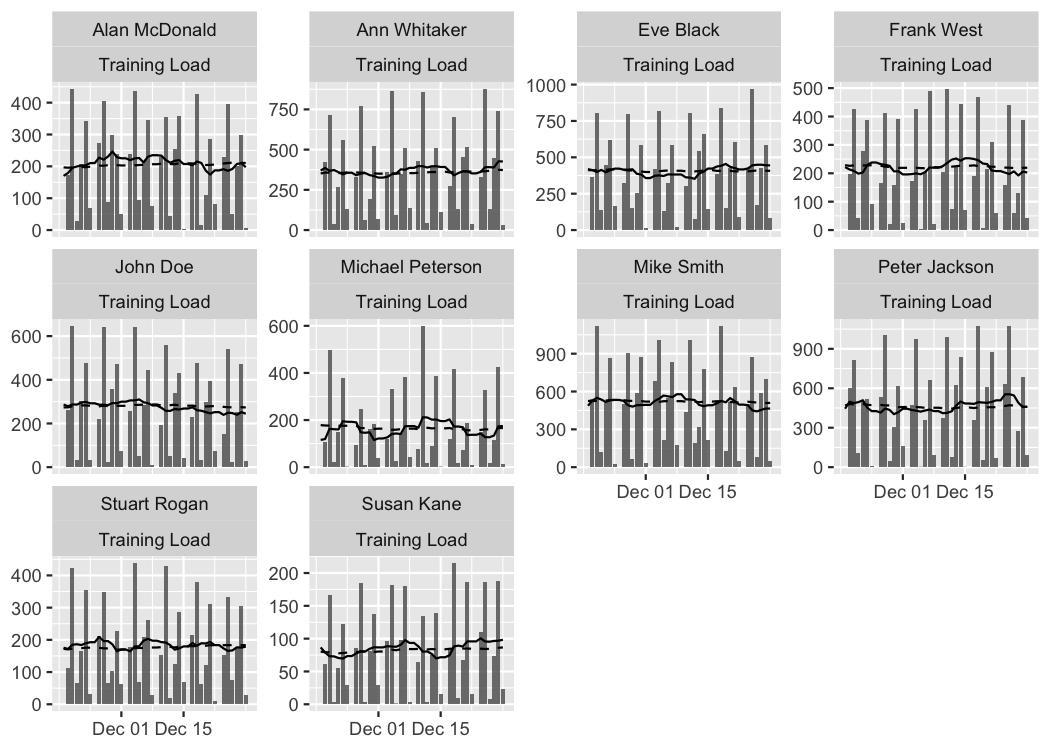 Alan McDonald
Training Load
400
300
200
100
0
Ann Whitaker
Training Load
750
500
250
0
Eve Black
Training Load
1000
750
500
250
0
Frank West
Training Load
500
400
300
200
100
0
John Doe
Training Load
600
400
200
0
Michael Peterson
Training Load
600
400
200
0
Mike Smith
Training Load
900
600
300
0
Dec 01 Dec 15
Peter Jackson
Training Load
900
600
300
0
Dec 01 Dec 15
Stuart Rogan
Training Load
400
300
200
100
0
Dec 01 Dec 15
Susan Kane
Training Load
200
150
100
50
0
Dec 01 Dec 15